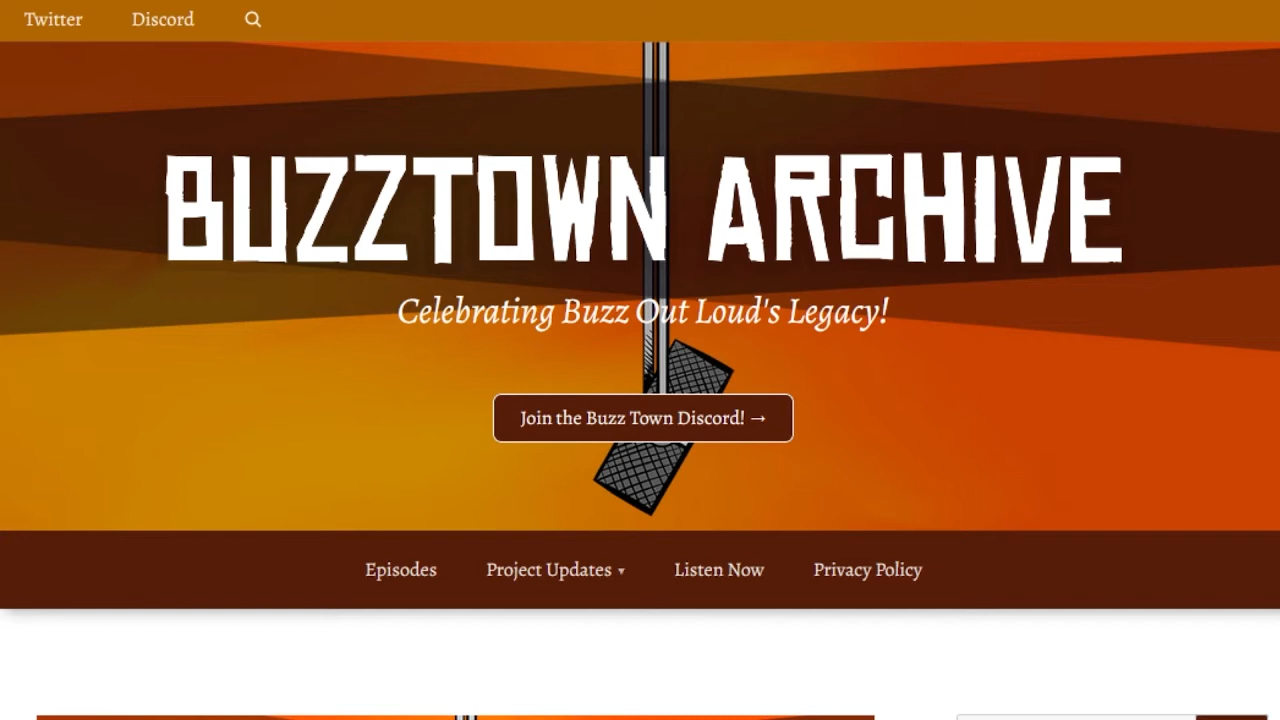 Twitter Discord
BUZZTOWN ARCHIVE
Celebrating Buzz Out Loud's Legacy!
Join the Buzz Town Discord! →
Episodes Project Updates ▾ Listen Now Privacy Policy